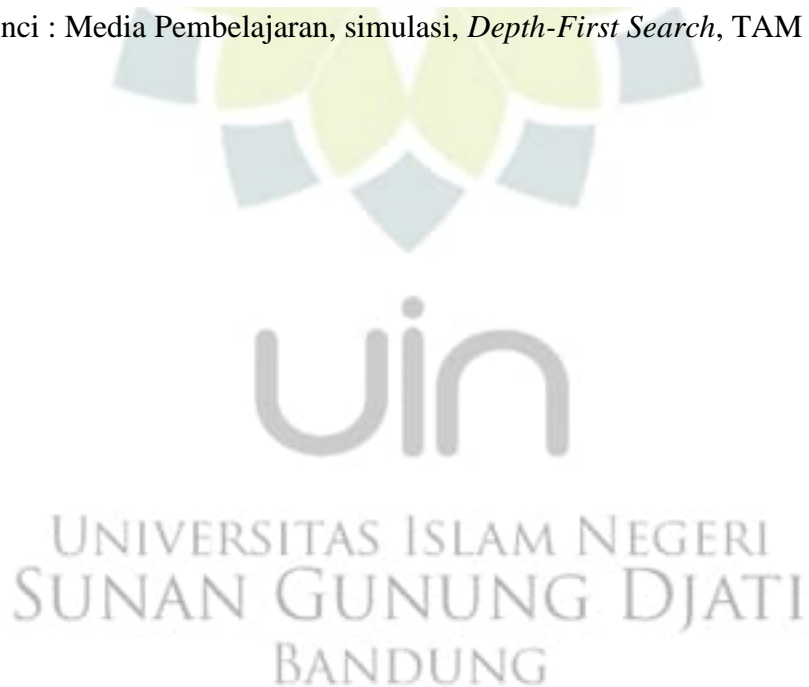 nci : Media Pembelajaran, simulasi, Depth-First Search, TAM
uin
UNIVERSITAS ISLAM NEGERI
SUNAN GUNUNG DJATI
BANDUNG